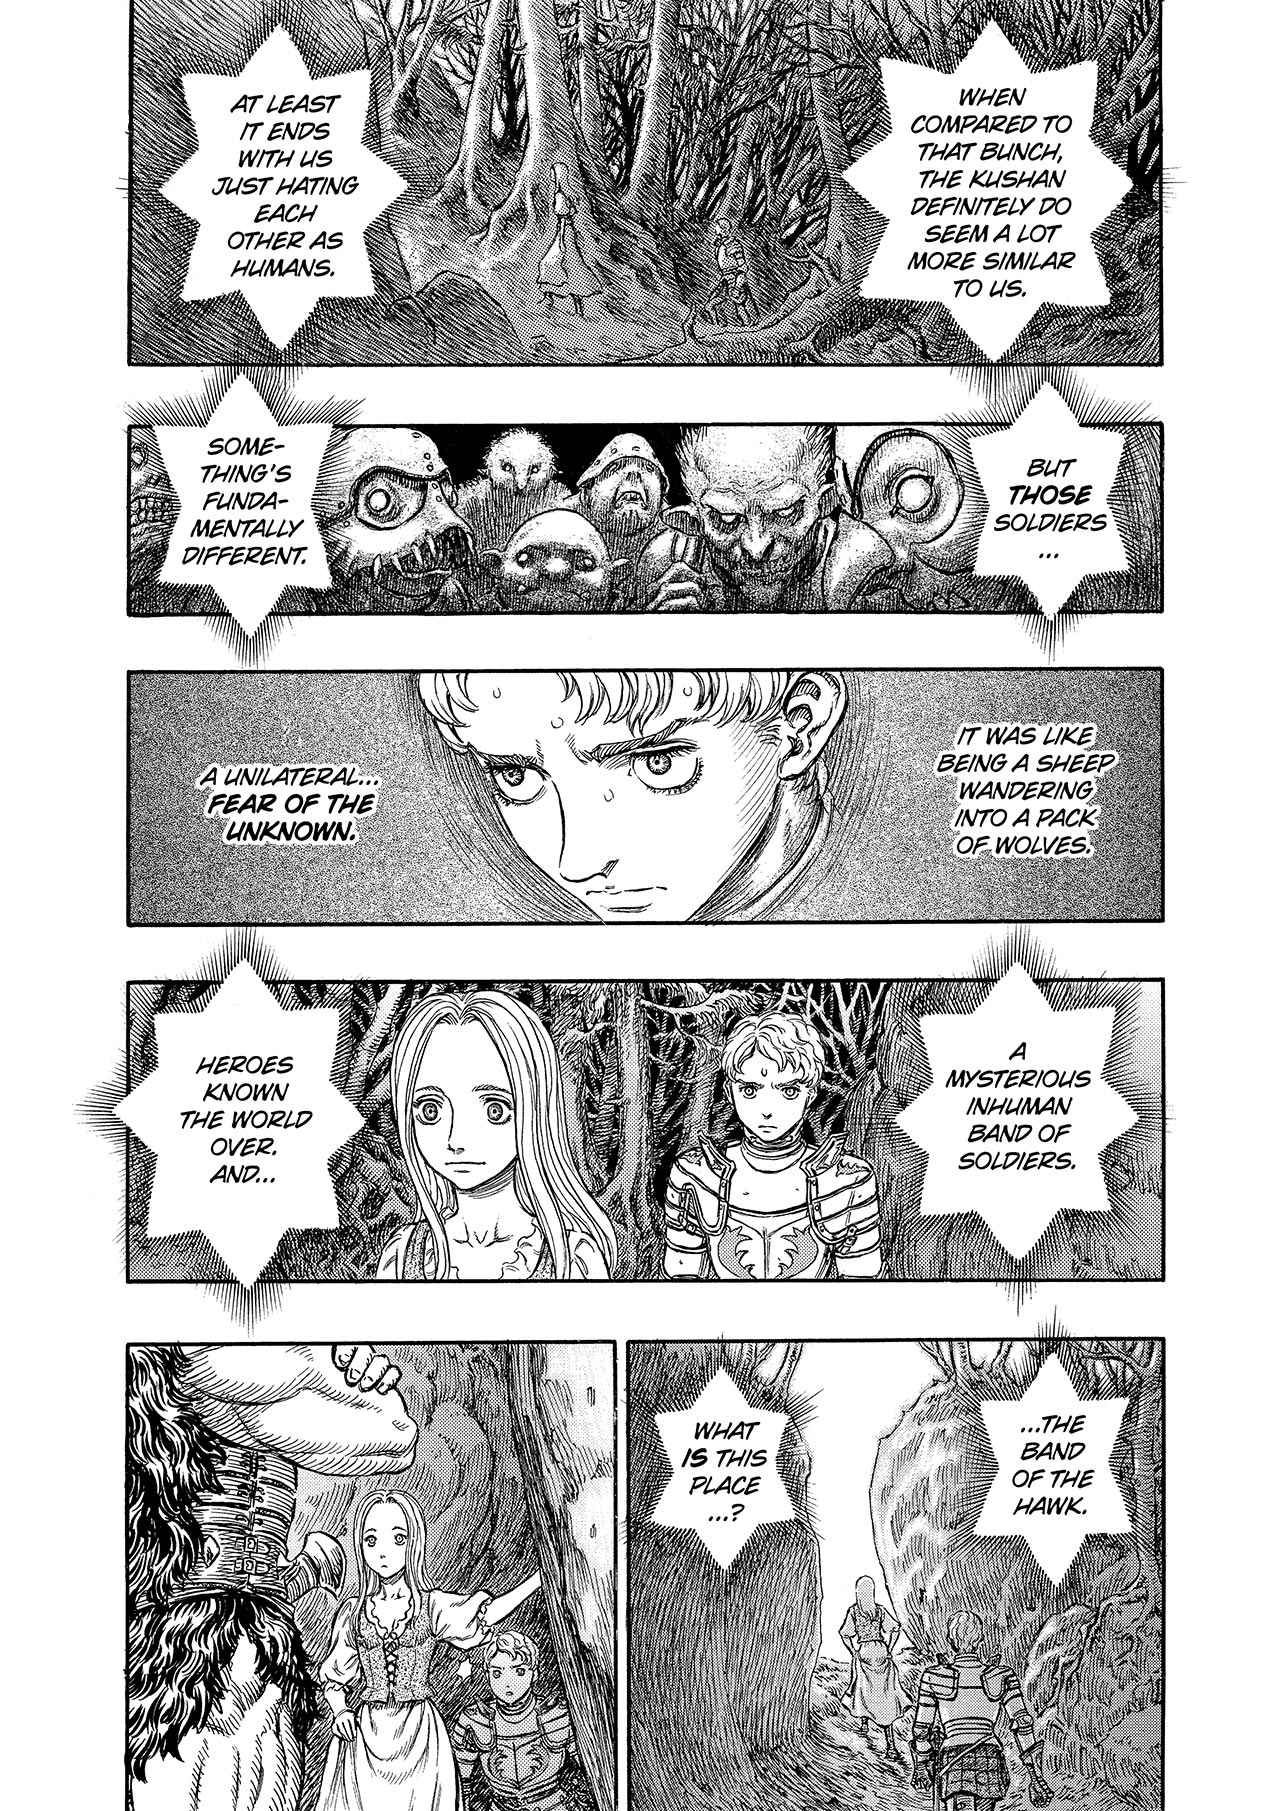 WHEN
COMPARED TO
THAT BUNCH,
THE KUSHAN
DEFINITELY DO
SEEM A LOT
MORE SIMILAR
TO US.
AT LEAST
IT ENDS
WITH US
JUST HATING
EACH
OTHER AS
HUMANS.
BUT
THOSE
SOLDIERS
...
SOME-
THING'S
FUNDA-
MENTALLY
DIFFERENT.
IT WAS LIKE
BEING A SHEEP
WANDERING
INTO A PACK
OF WOLVES.
A UNILATERAL...
FEAR OF THE
UNKNOWN.
A
MYSTERIOUS
INHUMAN
BAND OF
SOLDIERS.
HEROES
KNOWN
THE WORLD
OVER.
AND...
...THE
BAND
OF THE
HAWK.
WHAT
IS THIS
PLACE
...?